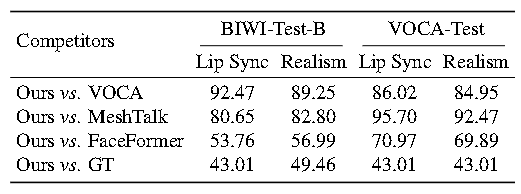 Competitors BIWI-Test-B VOCA-Test
Lip Sync Realism Lip Sync Realism
Ours vs. VOCA 92.47 89.25 86.02 84.95
Ours vs. MeshTalk 80.65 82.80 95.70 92.47
Ours vs. FaceFormer 53.76 56.99 70.97 69.89
Ours vs. GT 43.01 49.46 43.01 43.01